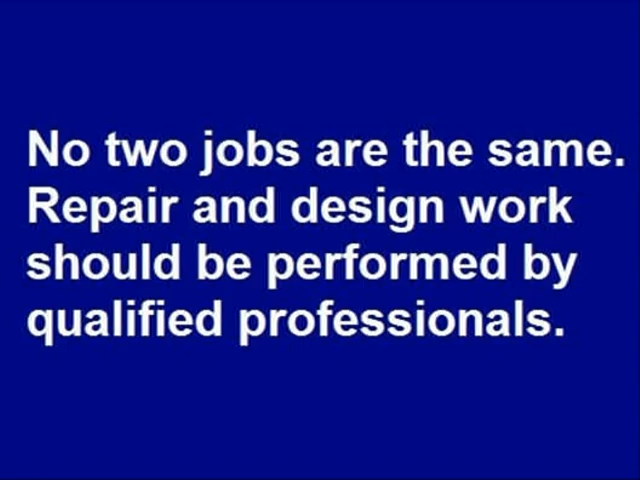 No two jobs are the same.
Repair and design work
should be performed by
qualified professionals.